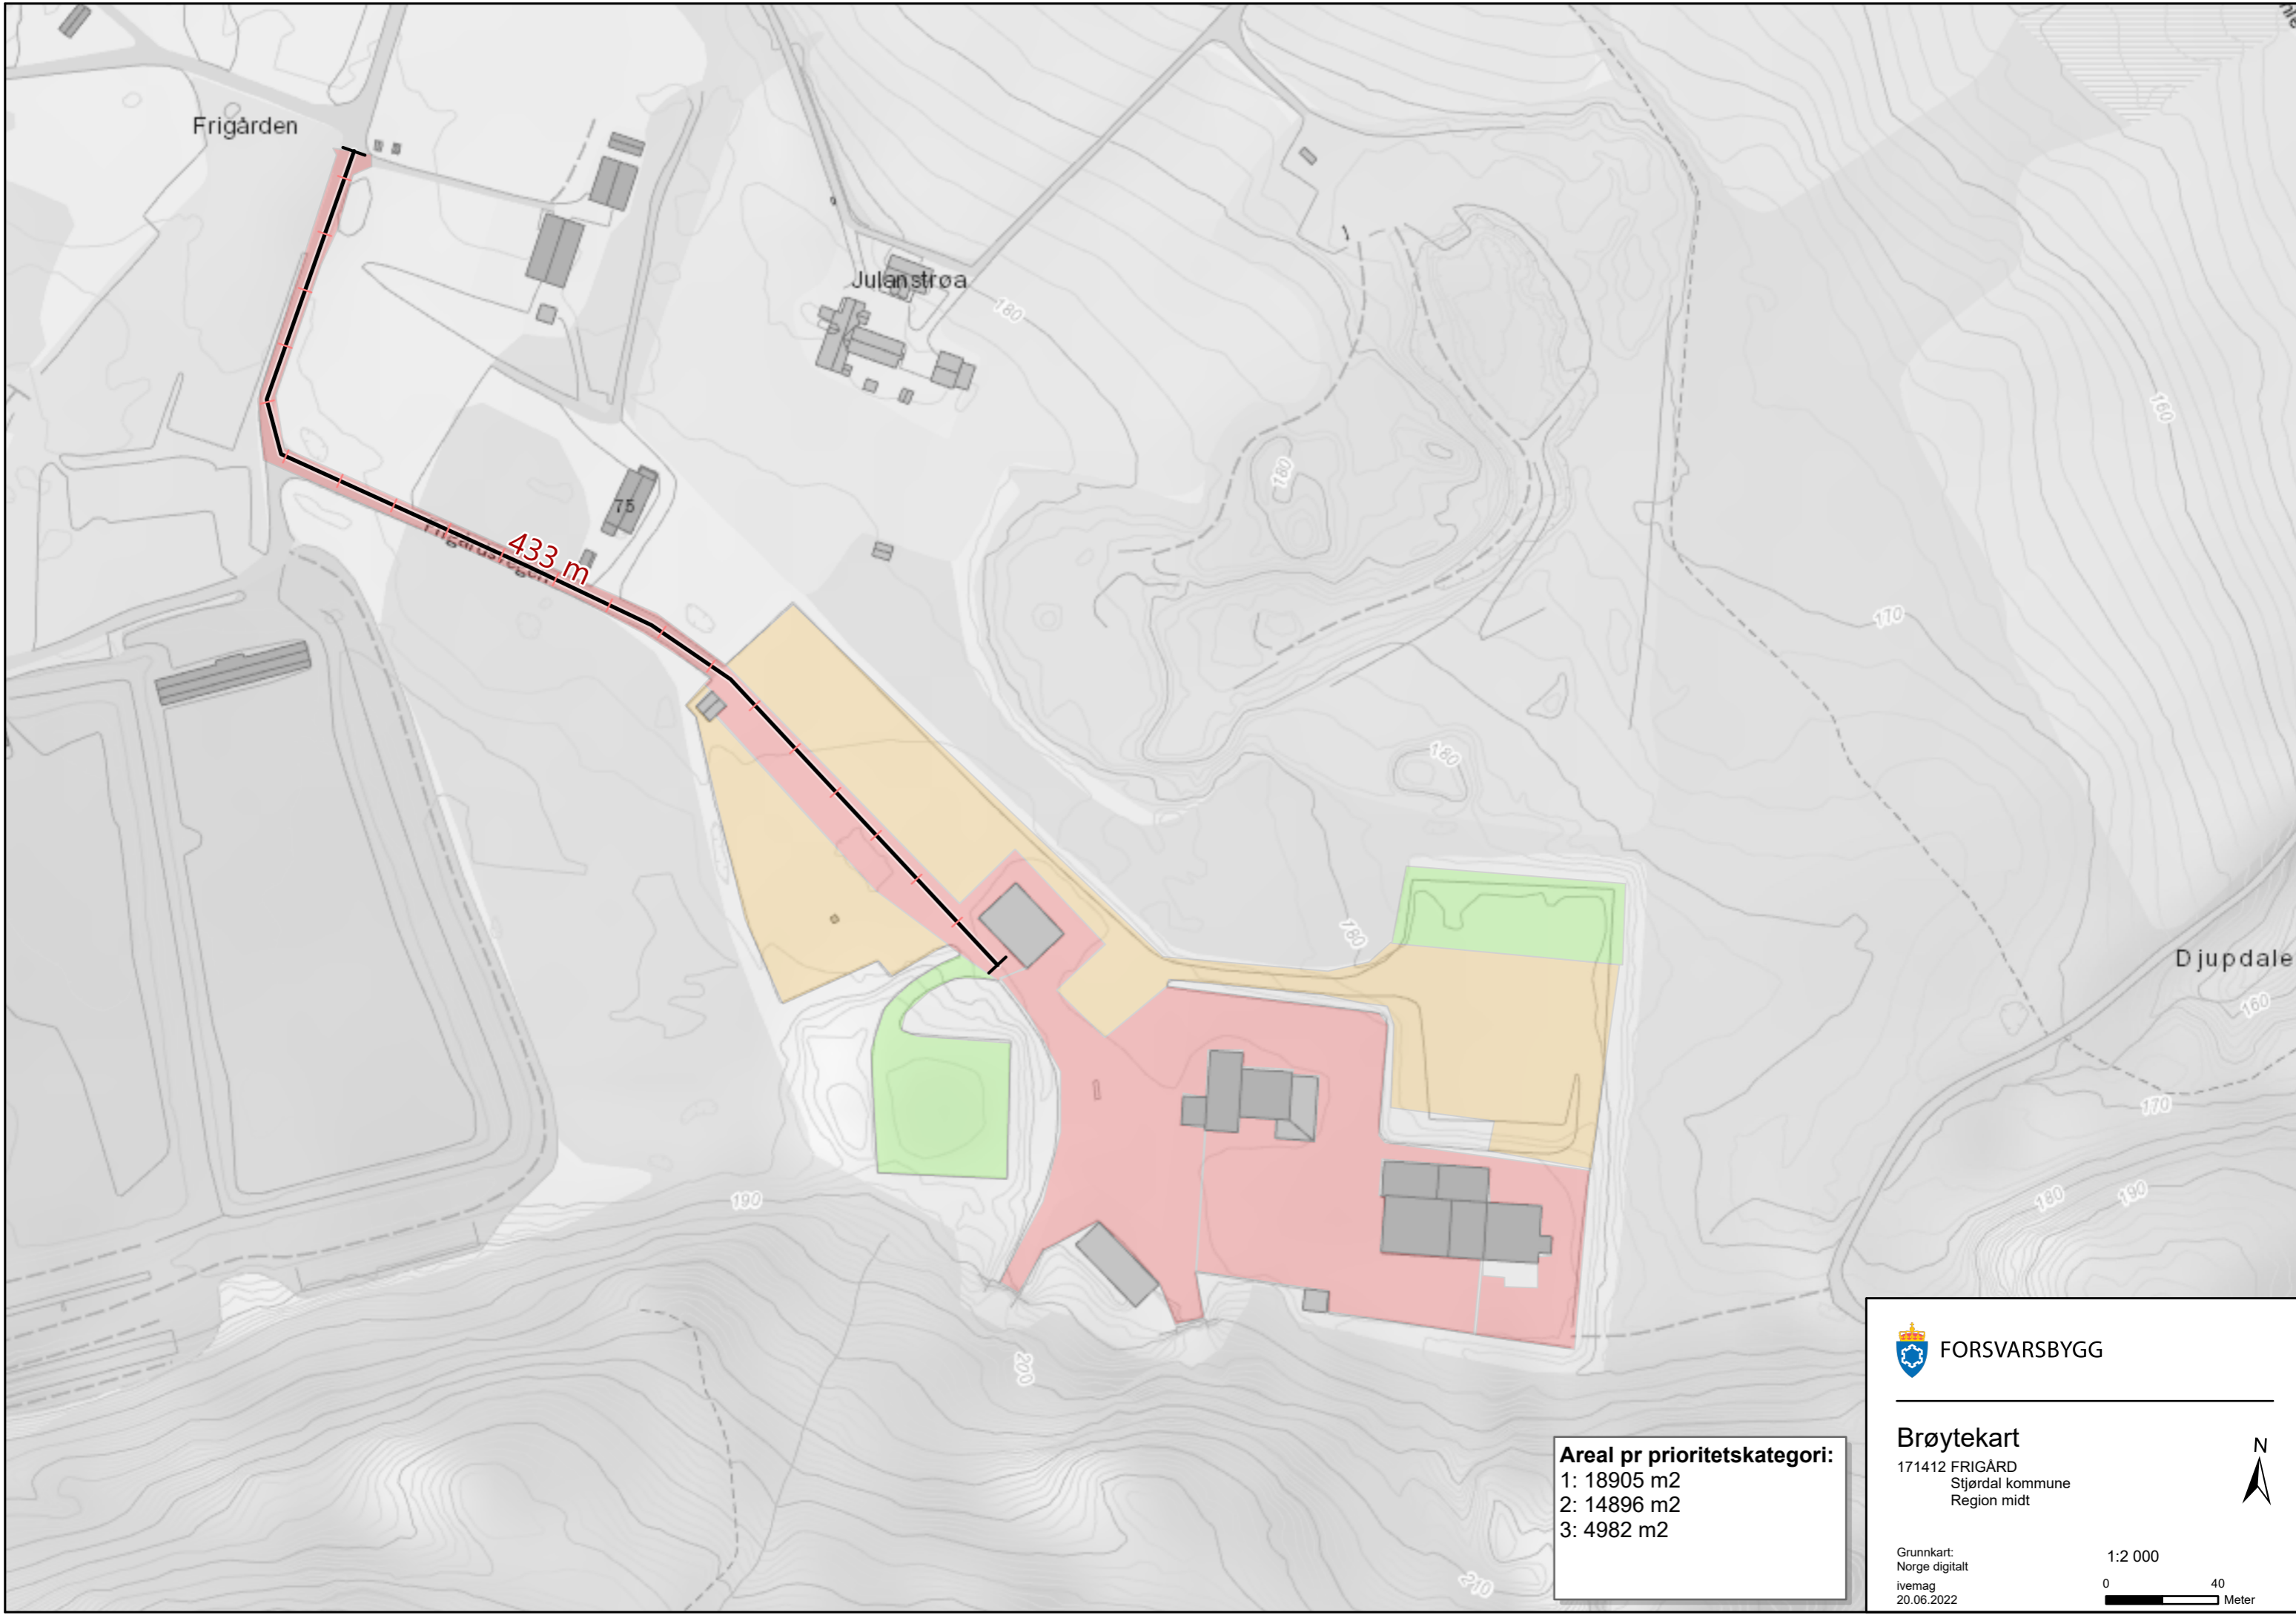 Frigården
Julanstrøa
180
75
433 m
180
160
170
180
180
Djupdale
160
170
190
180
190
200
210
Areal pr prioritetskategori:
1: 18905 m2
2: 14896 m2
3: 4982 m2
FORSVARSBYGG
Brøytekart
171412 FRIGÅRD
Stjørdal kommune
Region midt
N
Grunnkart:
Norge digitalt
1:2 000
ivemag
20.06.2022
0 40
Meter